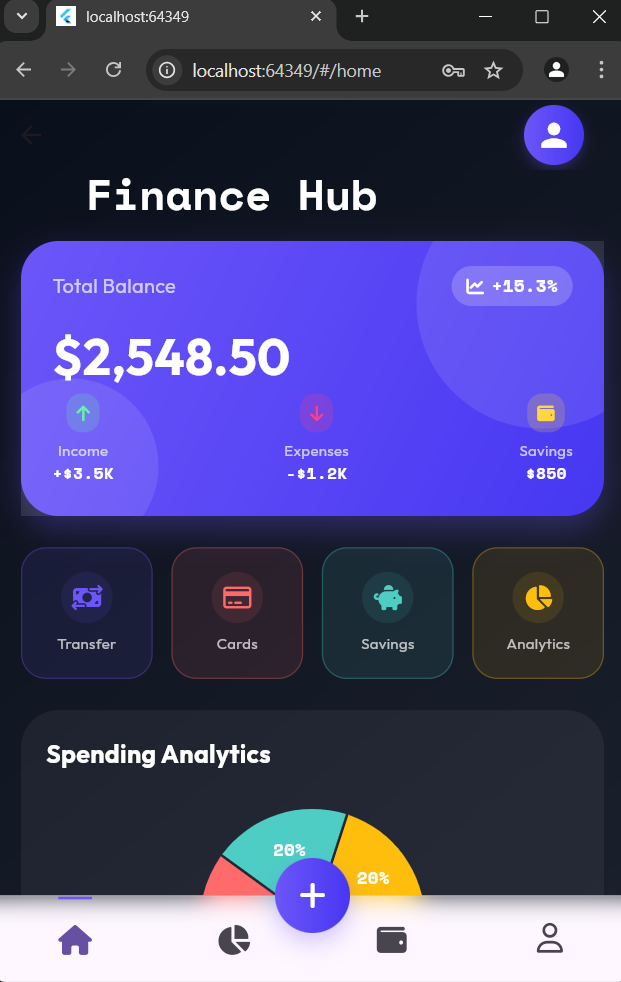 localhost:64349
localhost:64349/#/home
Finance Hub
Total Balance
+15.3%
$2,548.50
Income
Expenses
Savings
+$3.5K
-$1.2K
$850
Transfer
Cards
Savings
Analytics
Spending Analytics
20%
20%